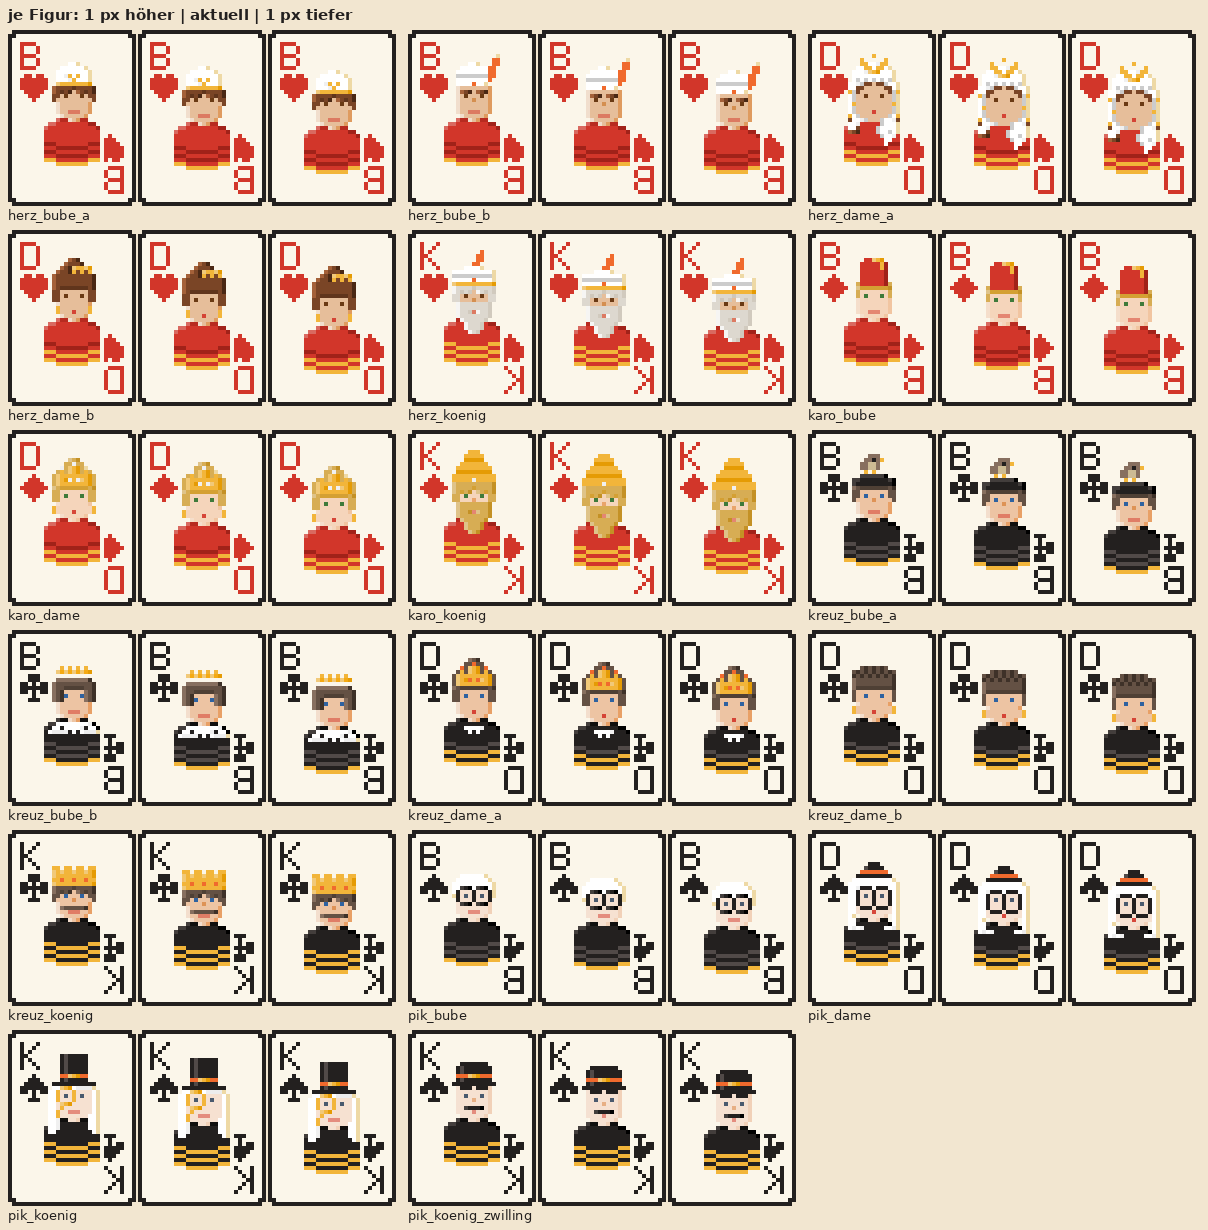 je Figur: 1 px höher | aktuell | 1 px tiefer
B B B B B B D D D
B B B B B B D D D
herz_bube_a herz_bube_b herz_dame_a
D D D K K K B B B
D D D K K K B B B
herz_dame_b herz_koenig karo_bube
D D D K K K B B B
D D D K K K B B B
karo_dame karo_koenig kreuz_bube_a
B B B D D D D D D
B B B D D D D D D
kreuz_bube_b kreuz_dame_a kreuz_dame_b
K K K B B B D D D
K K K B B B D D D
kreuz_koenig pik_bube pik_dame
K K K K K K
K K K K K K
pik_koenig pik_koenig_zwilling